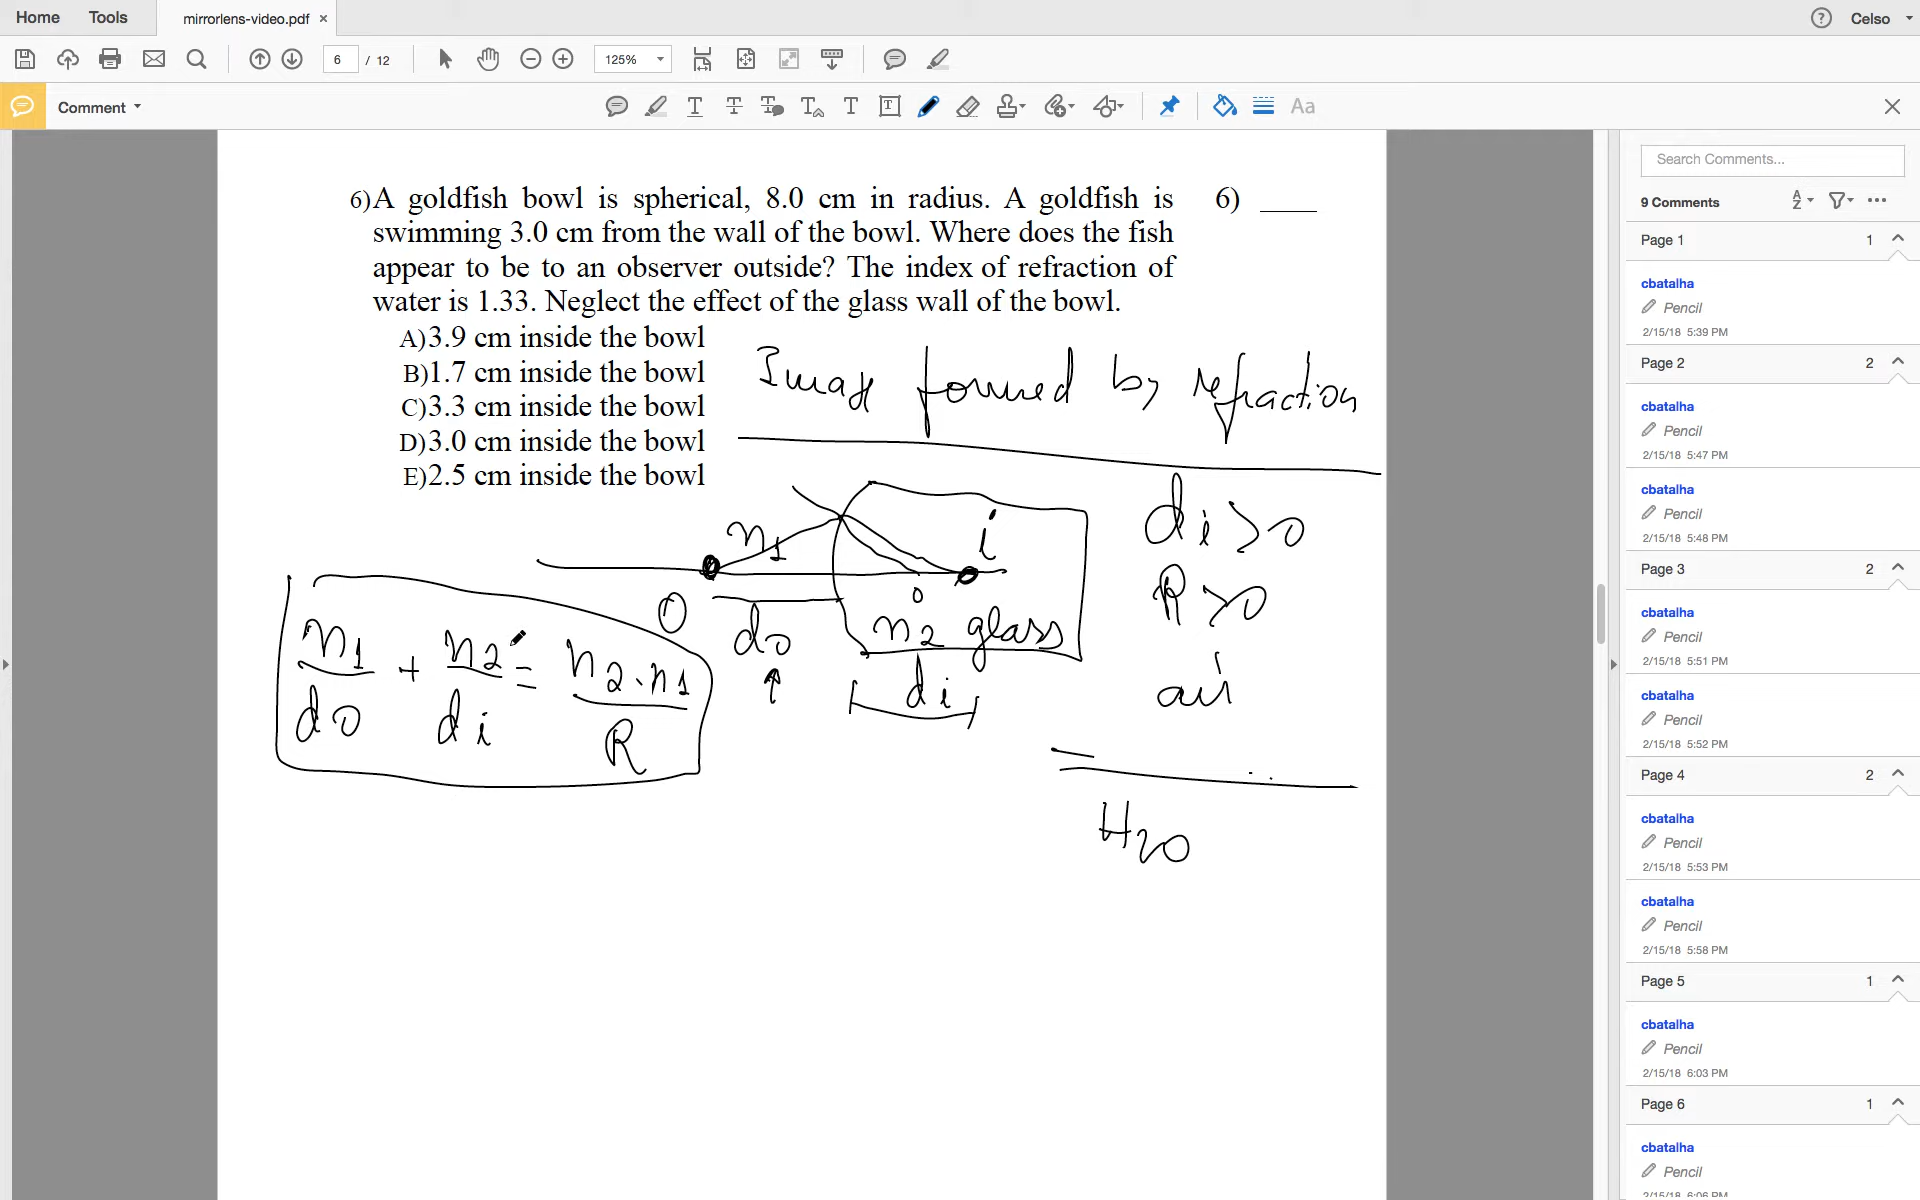 Home Tools mirrorlens-video.pdf × Celso
6 / 12 125%
Comment
Aa
6)A goldfish bowl is spherical, 8.0 cm in radius. A goldfish is 6) ____
swimming 3.0 cm from the wall of the bowl. Where does the fish
appear to be to an observer outside? The index of refraction of
water is 1.33. Neglect the effect of the glass wall of the bowl.
A)3.9 cm inside the bowl
B)1.7 cm inside the bowl
C)3.3 cm inside the bowl
D)3.0 cm inside the bowl
E)2.5 cm inside the bowl
Image formed by refraction
n1 i di > 0
O do n2 glass R > 0
di air
n1/do + n2/di = n2-n1/R
H2O
Search Comments...
9 Comments
Page 1 1
cbatalha
Pencil
2/15/18 5:39 PM
Page 2 2
cbatalha
Pencil
2/15/18 5:47 PM
cbatalha
Pencil
2/15/18 5:48 PM
Page 3 2
cbatalha
Pencil
2/15/18 5:51 PM
cbatalha
Pencil
2/15/18 5:52 PM
Page 4 2
cbatalha
Pencil
2/15/18 5:53 PM
cbatalha
Pencil
2/15/18 5:58 PM
Page 5 1
cbatalha
Pencil
2/15/18 6:03 PM
Page 6 1
cbatalha
Pencil
2/15/18 6:06 PM